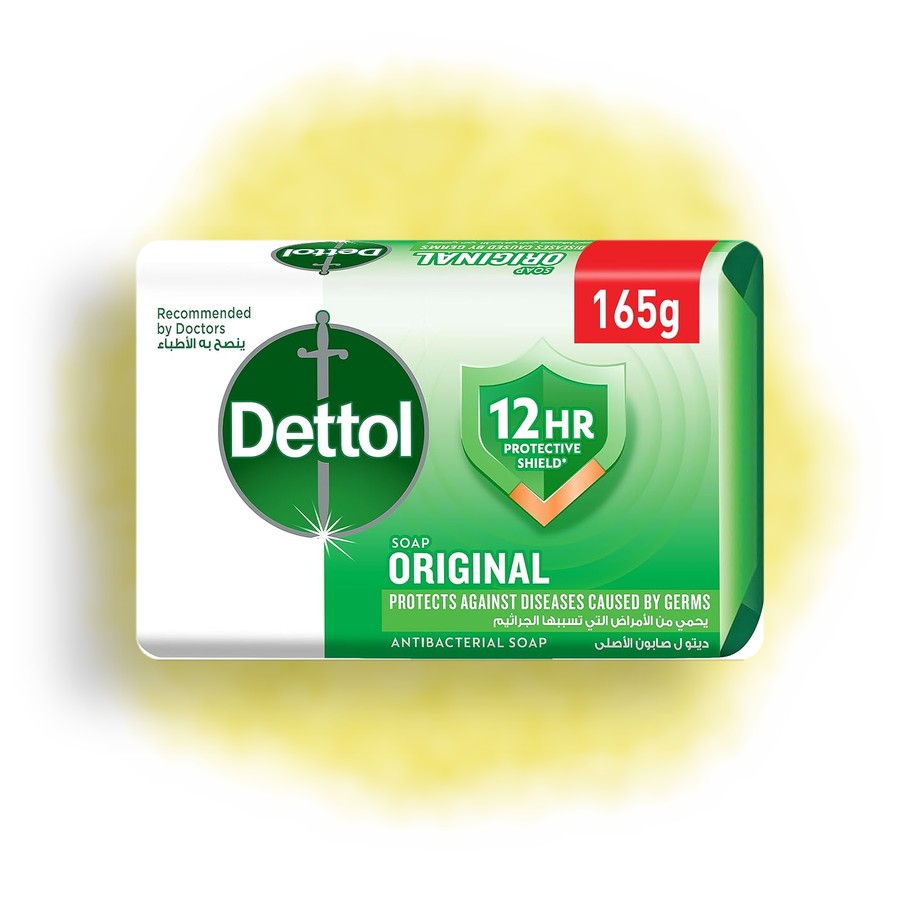 Dettol
SOAP
ORIGINAL
DISEASES CAUSED BY GERMS
165g
Recommended
by Doctors
ينصح به الأطباء
Dettol
12HR
PROTECTIVE
SHIELD*
SOAP
ORIGINAL
PROTECTS AGAINST DISEASES CAUSED BY GERMS
يحمي من الأمراض التي تسببها الجراثيم
ANTIBACTERIAL SOAP
ديتول صابون الأصلي